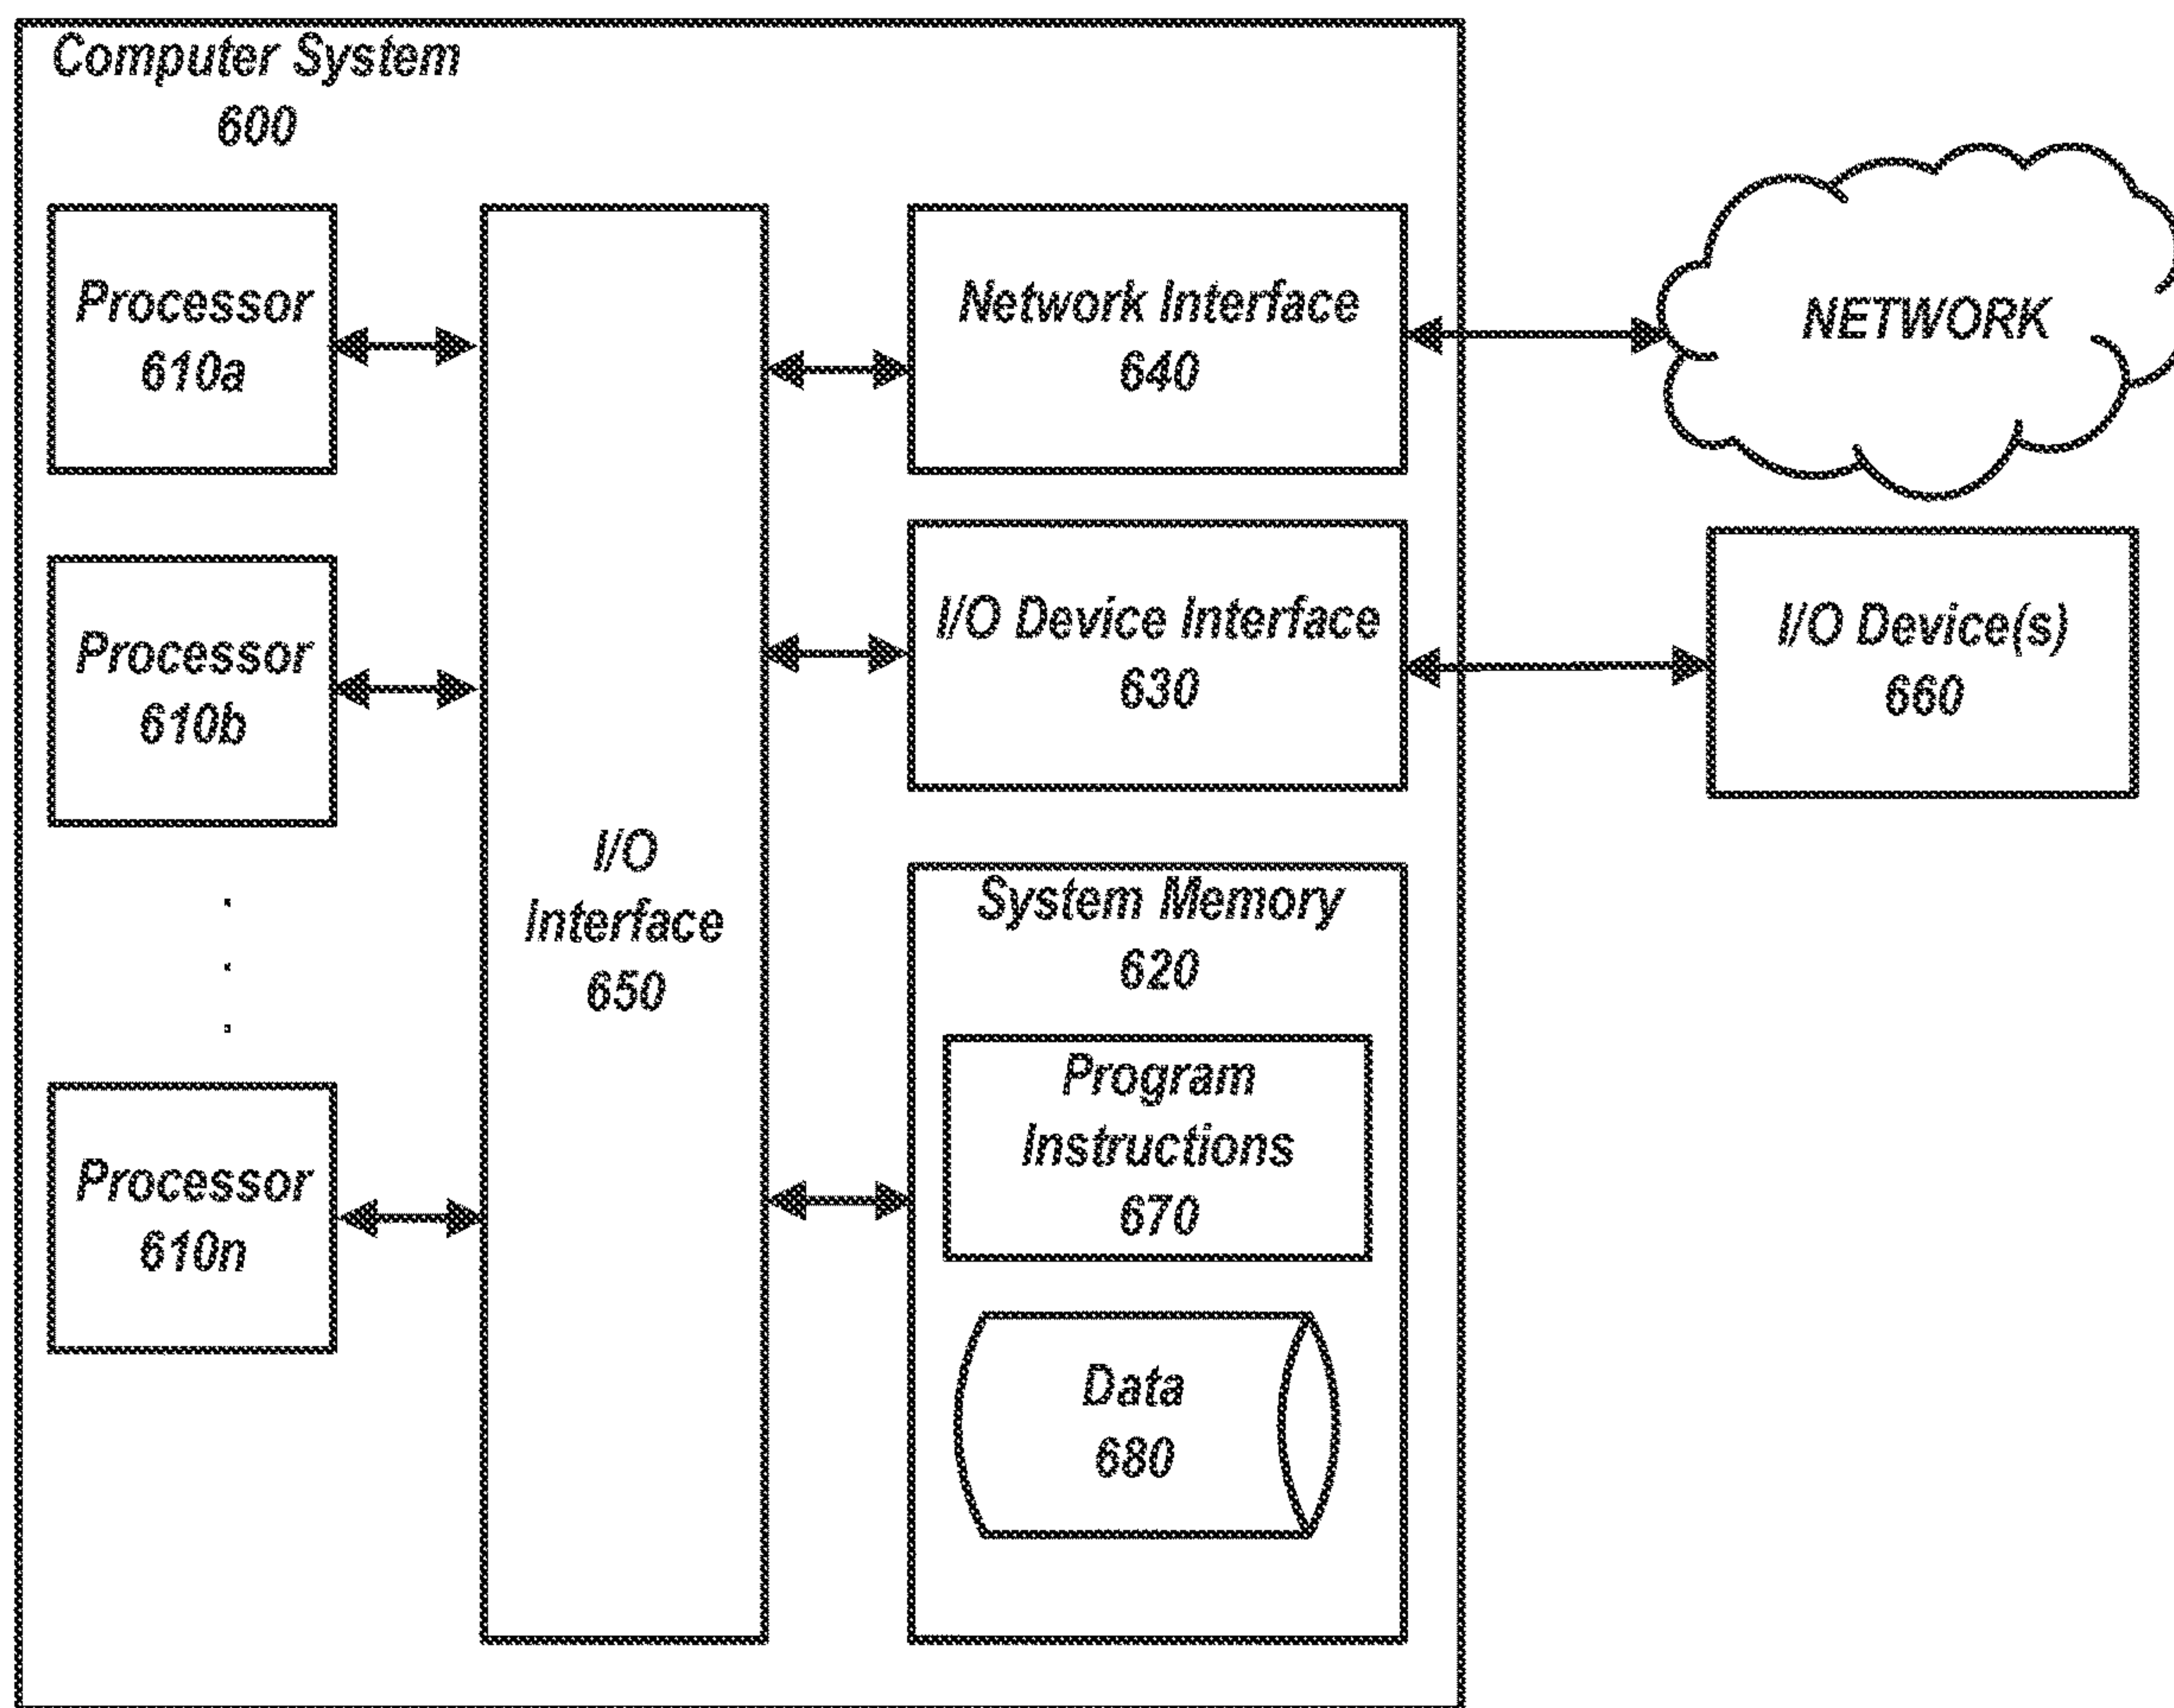 Computer System
600
Processor
610a
Processor
610b
Processor
610n
I/O
Interface
650
Network Interface
640
I/O Device Interface
630
System Memory
620
Program
Instructions
670
Data
680
NETWORK
I/O Device(s)
660